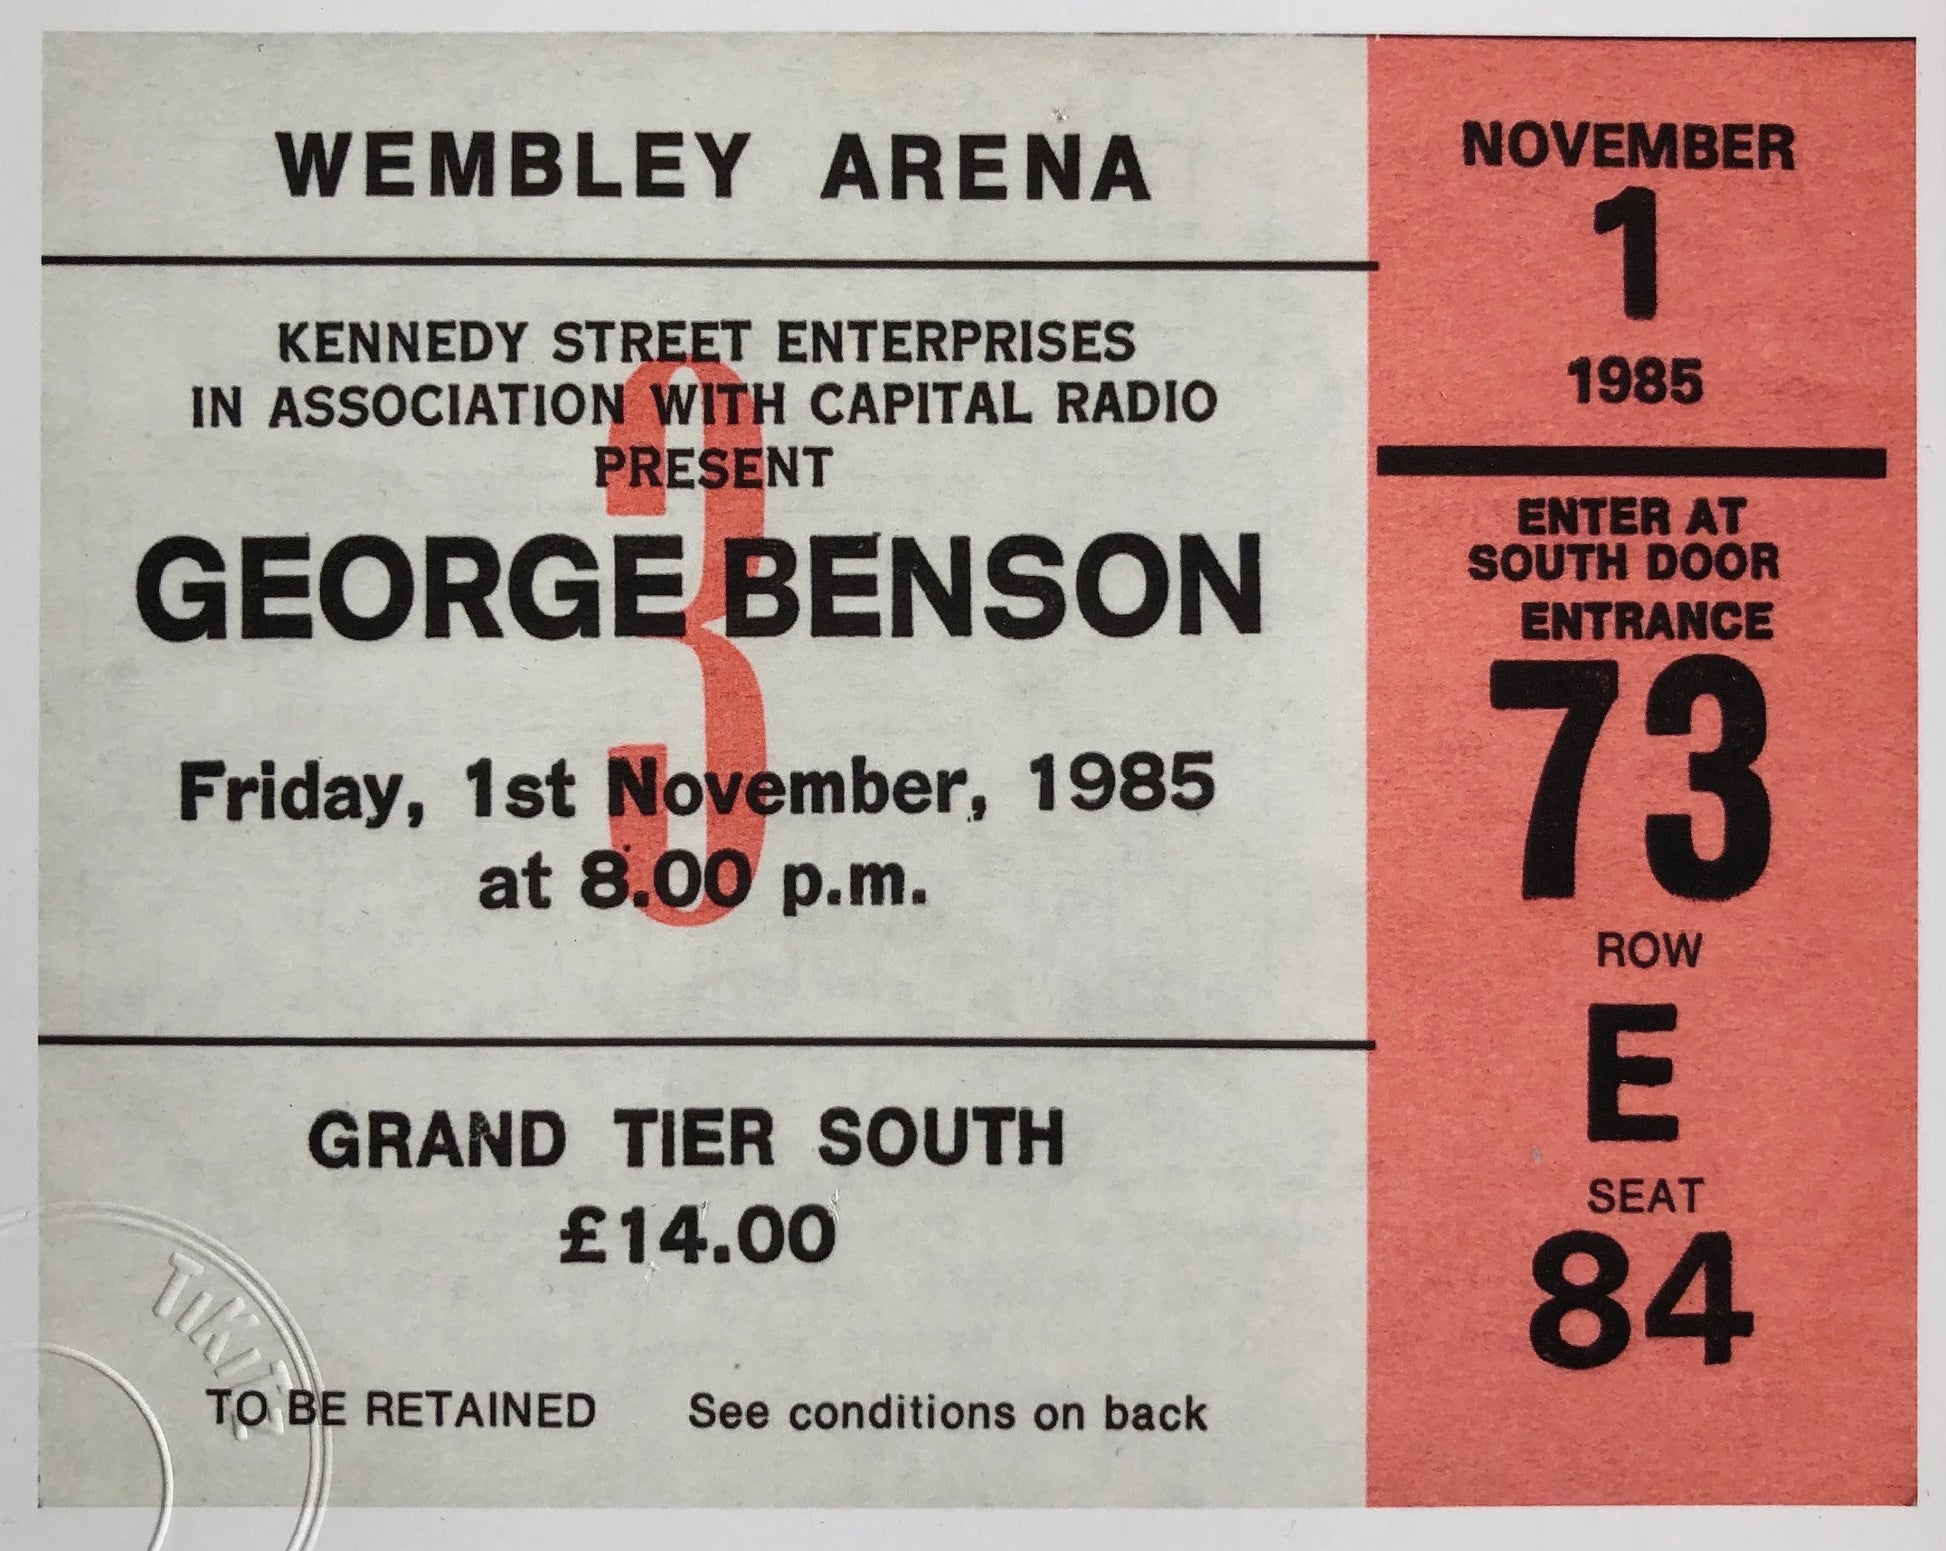 WEMBLEY ARENA
KENNEDY STREET ENTERPRISES
IN ASSOCIATION WITH CAPITAL RADIO
PRESENT
3
GEORGE BENSON
Friday, 1st November, 1985
at 8.00 p.m.
GRAND TIER SOUTH
£14.00
TO BE RETAINED See conditions on back
NOVEMBER
1
1985
ENTER AT
SOUTH DOOR
ENTRANCE
73
ROW
E
SEAT
84